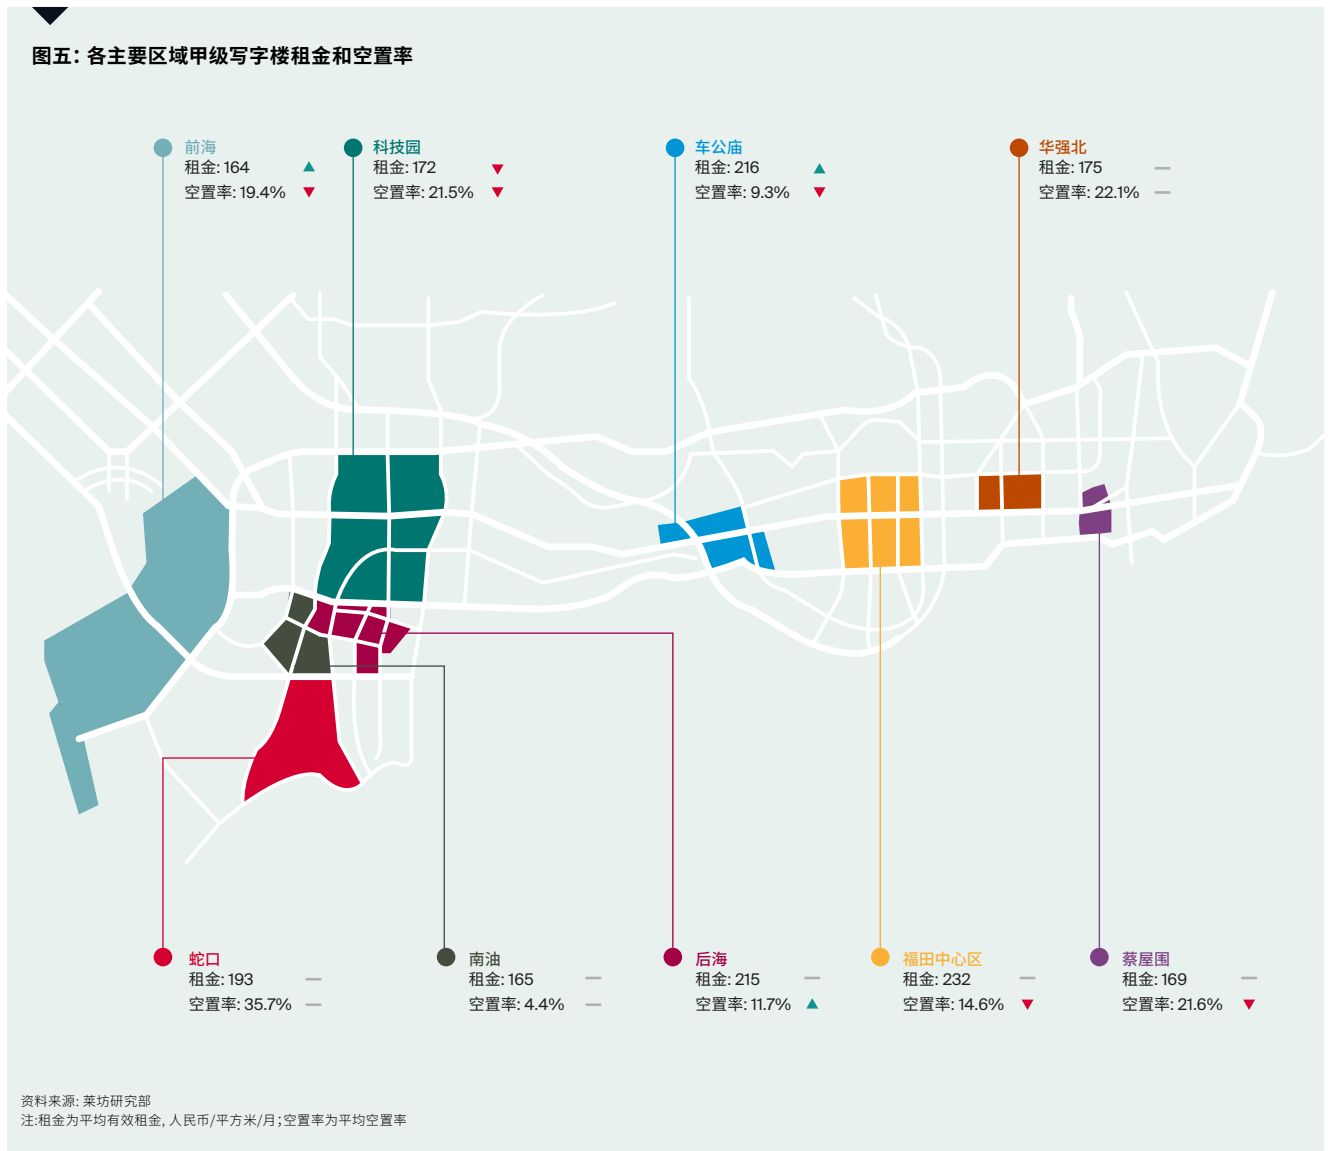 图五：各主要区域甲级写字楼租金和空置率
前海
租金: 164
空置率: 19.4%
科技园
租金: 172
空置率: 21.5%
车公庙
租金: 216
空置率: 9.3%
华强北
租金: 175
空置率: 22.1%
蛇口
租金: 193
空置率: 35.7%
南油
租金: 165
空置率: 4.4%
后海
租金: 215
空置率: 11.7%
福田中心区
租金: 232
空置率: 14.6%
蔡屋围
租金: 169
空置率: 21.6%
资料来源: 莱坊研究部
注:租金为平均有效租金, 人民币/平方米/月；空置率为平均空置率